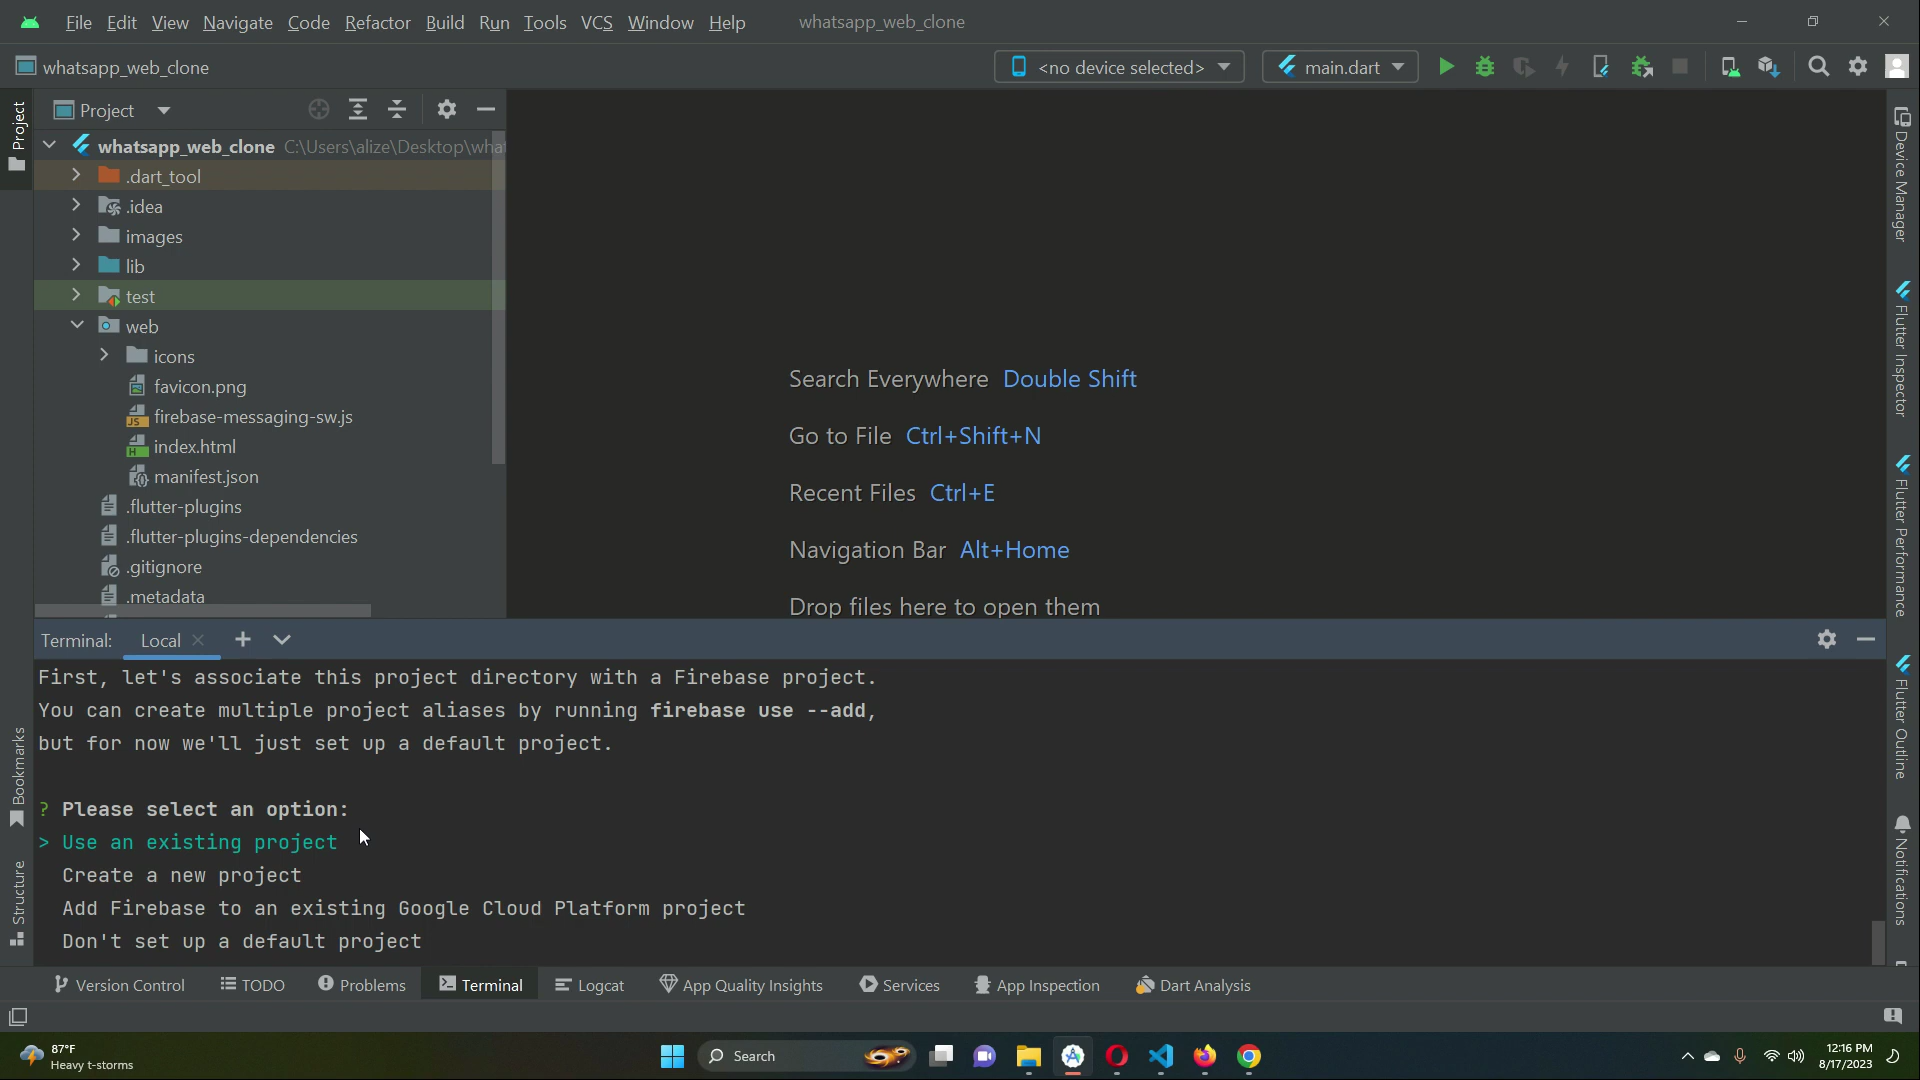 File Edit View Navigate Code Refactor Build Run Tools VCS Window Help whatsapp_web_clone
whatsapp_web_clone <no device selected> main.dart
Project
Project
whatsapp_web_clone C:\Users\alize\Desktop\what
.dart_tool
.idea
images
lib
test
web
icons
favicon.png
firebase-messaging-sw.js
index.html
manifest.json
.flutter-plugins
.flutter-plugins-dependencies
.gitignore
.metadata
Search Everywhere Double Shift
Go to File Ctrl+Shift+N
Recent Files Ctrl+E
Navigation Bar Alt+Home
Drop files here to open them
Device Manager
Flutter Inspector
Flutter Performance
Flutter Outline
Notifications
Bookmarks
Structure
Terminal: Local
First, let's associate this project directory with a Firebase project.
You can create multiple project aliases by running firebase use --add,
but for now we'll just set up a default project.
? Please select an option:
> Use an existing project
Create a new project
Add Firebase to an existing Google Cloud Platform project
Don't set up a default project
Version Control TODO Problems Terminal Logcat App Quality Insights Services App Inspection Dart Analysis
87°F
Heavy t-storms
Search
12:16 PM
8/17/2023